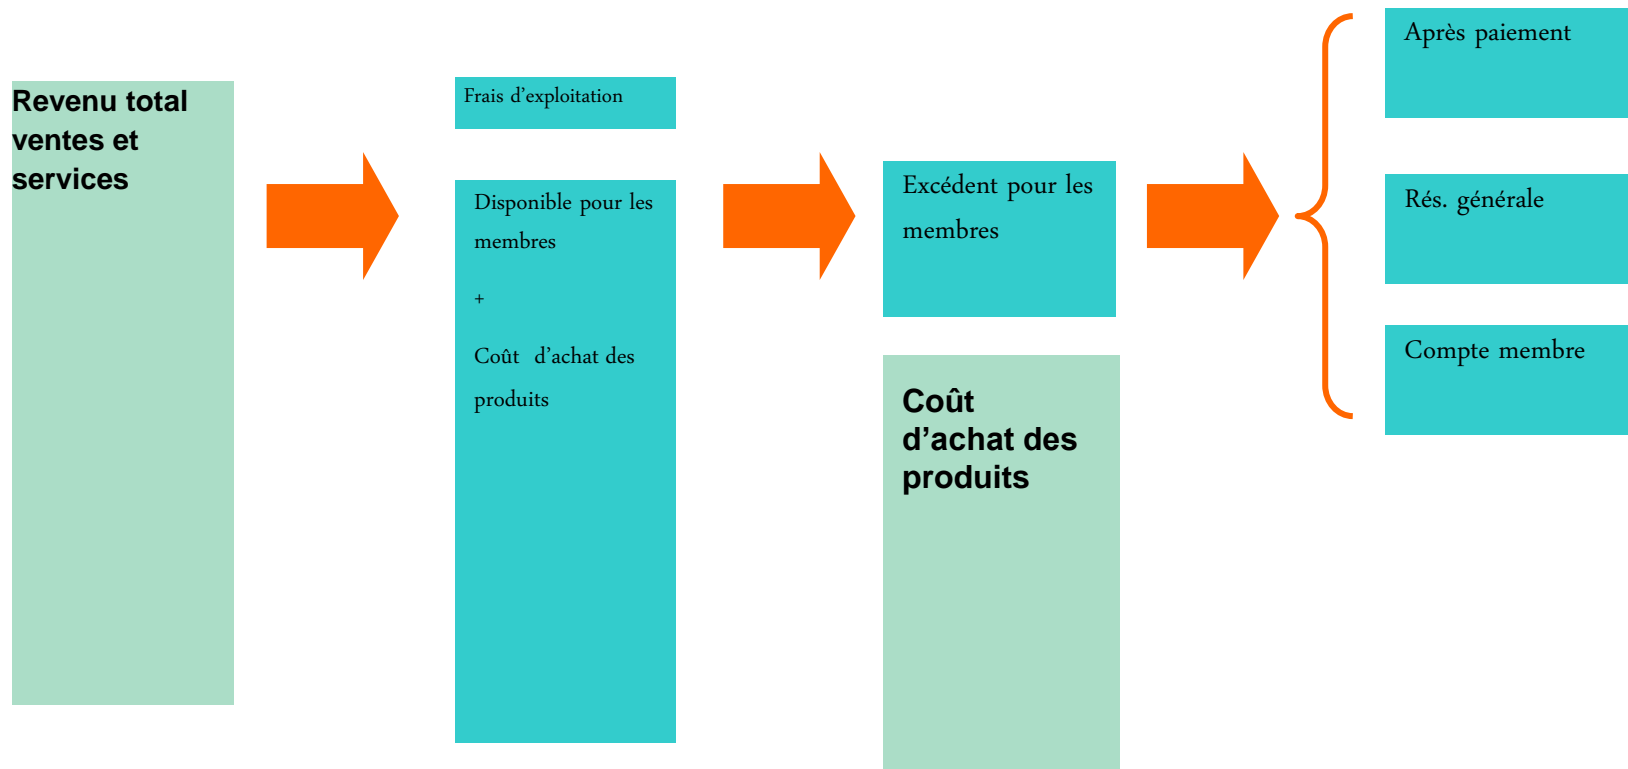 Revenu total
ventes et
services
Frais d’exploitation
Disponible pour les
membres
+
Coût d’achat des
produits
Excédent pour les
membres
Coût
d’achat des
produits
Après paiement
Rés. générale
Compte membre